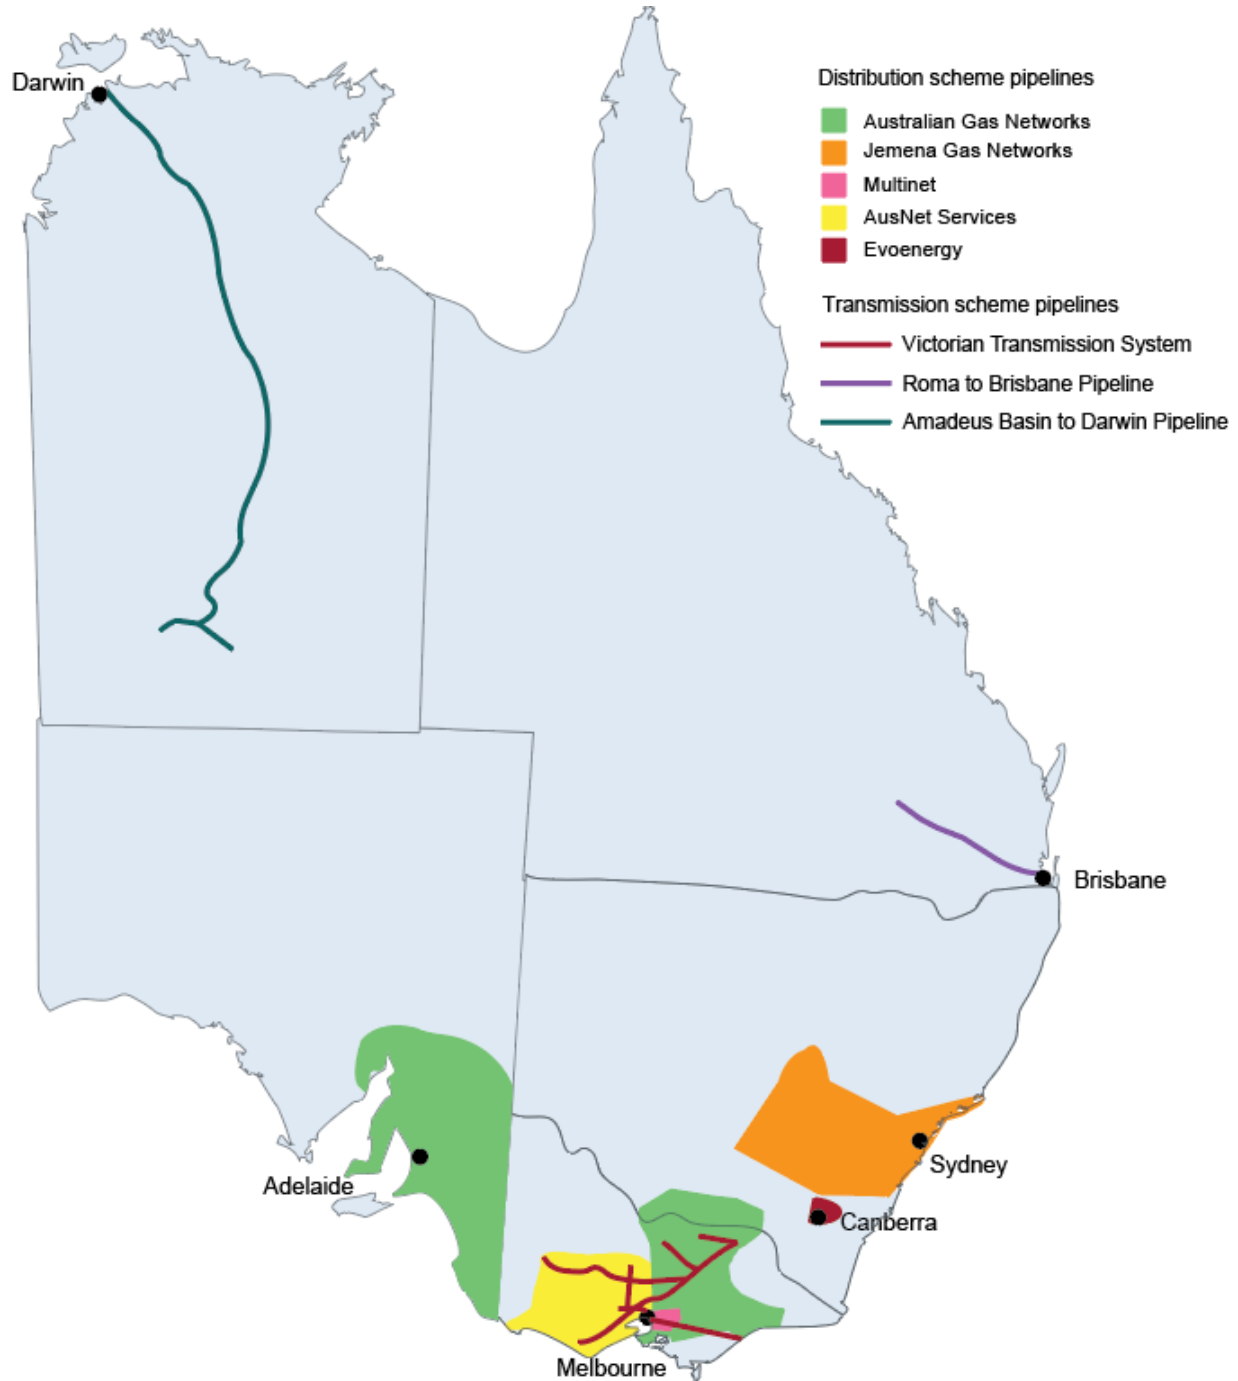 Darwin
Distribution scheme pipelines
Australian Gas Networks
Jemena Gas Networks
Multinet
AusNet Services
Evoenergy
Transmission scheme pipelines
Victorian Transmission System
Roma to Brisbane Pipeline
Amadeus Basin to Darwin Pipeline
Brisbane
Sydney
Adelaide
Canberra
Melbourne